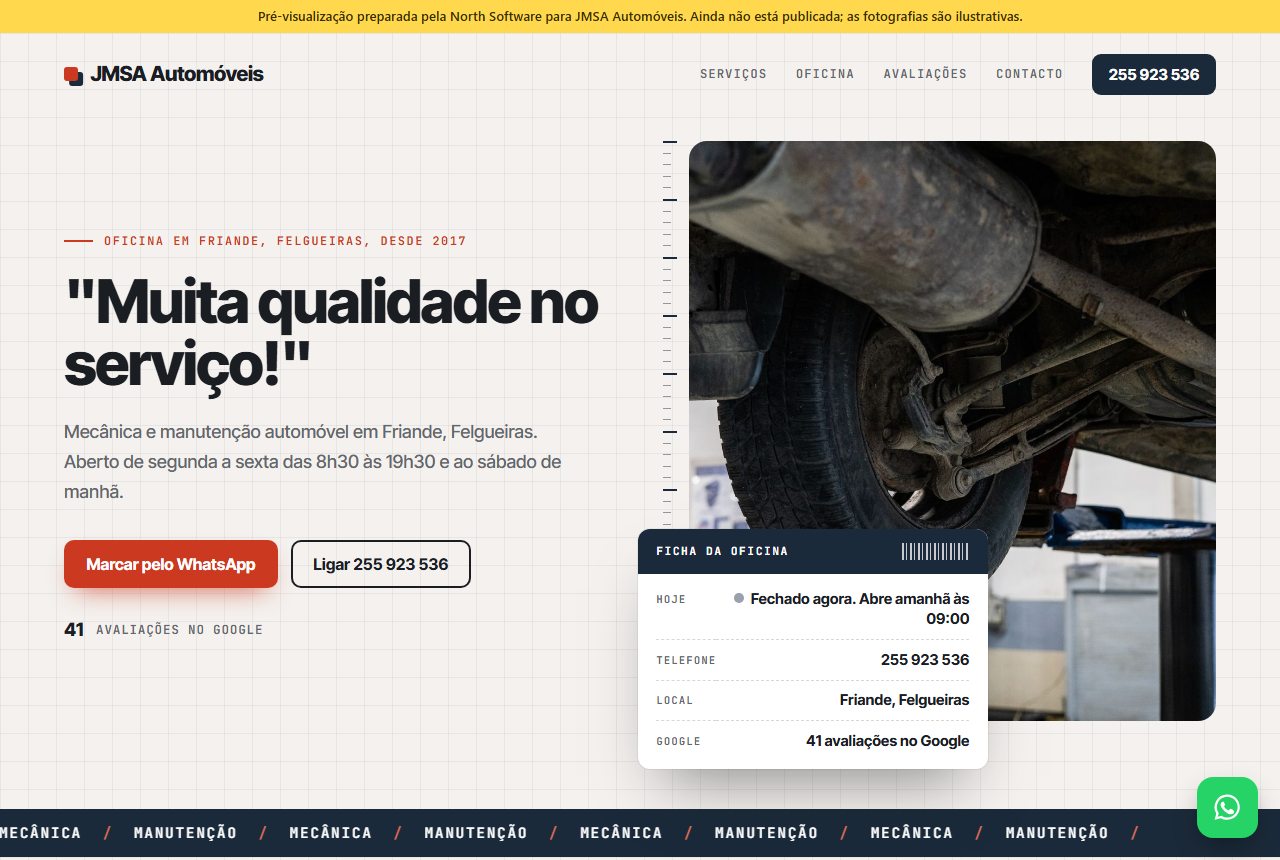 Pré-visualização preparada pela North Software para JMSA Automóveis. Ainda não está publicada; as fotografias são ilustrativas.
JMSA Automóveis
SERVIÇOS
OFICINA
AVALIAÇÕES
CONTACTO
255 923 536
OFICINA EM FRIANDE, FELGUEIRAS, DESDE 2017
"Muita qualidade no
serviço!"
Mecânica e manutenção automóvel em Friande, Felgueiras.
Aberto de segunda a sexta das 8h30 às 19h30 e ao sábado de
manhã.
Marcar pelo WhatsApp
Ligar 255 923 536
41 AVALIAÇÕES NO GOOGLE
FICHA DA OFICINA
HOJE
Fechado agora. Abre amanhã às
09:00
TELEFONE
255 923 536
LOCAL
Friande, Felgueiras
GOOGLE
41 avaliações no Google
MECÂNICA / MANUTENÇÃO / MECÂNICA / MANUTENÇÃO / MECÂNICA / MANUTENÇÃO / MECÂNICA / MANUTENÇÃO /